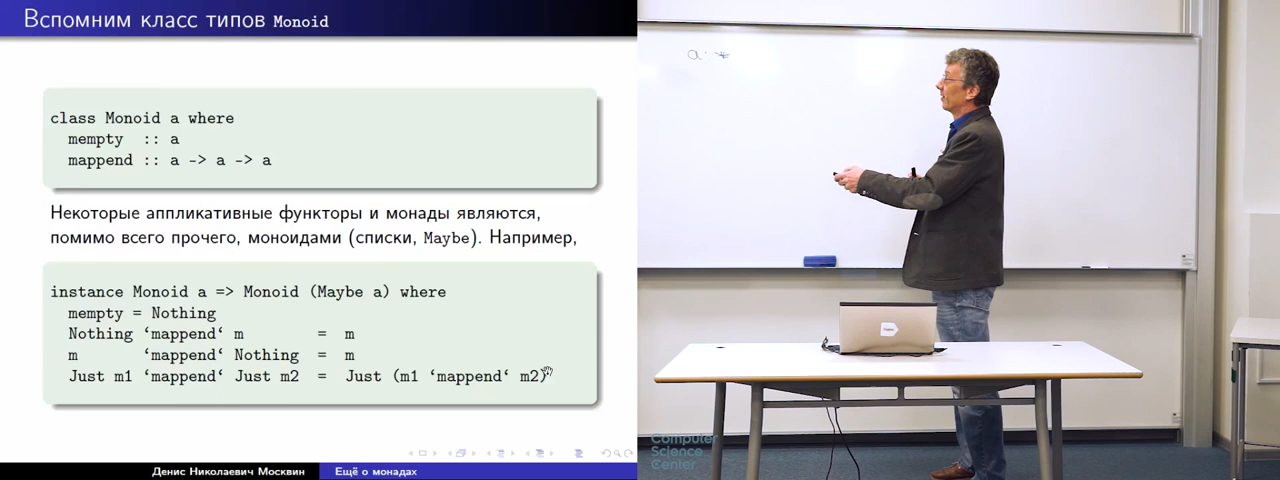 Вспомним класс типов Monoid
class Monoid a where
mempty :: a
mappend :: a -> a -> a
Некоторые аппликативные функторы и монады являются,
помимо всего прочего, моноидами (списки, Maybe). Например,
instance Monoid a => Monoid (Maybe a) where
mempty = Nothing
Nothing ‘mappend‘ m = m
m ‘mappend‘ Nothing = m
Just m1 ‘mappend‘ Just m2 = Just (m1 ‘mappend‘ m2)
Денис Николаевич Москвин Ещё о монадах
a : *
Computer
Science
Center